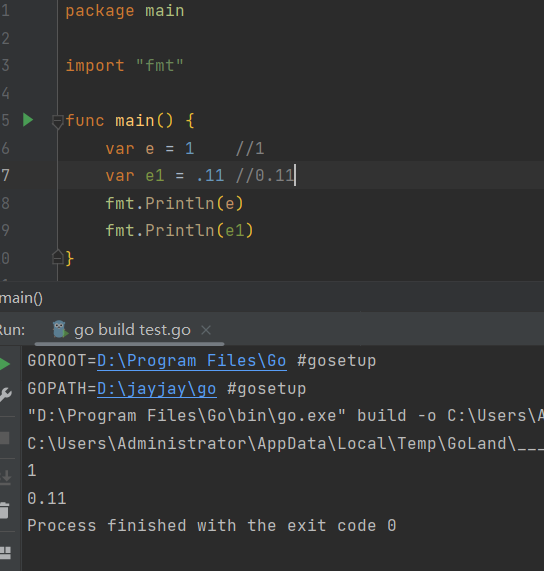 1 package main
2
3 import "fmt"
4
5 func main() {
6 var e = 1 //1
7 var e1 = .11 //0.11
8 fmt.Println(e)
9 fmt.Println(e1)
0 }
main()
Run: go build test.go ×
GOROOT=D:\Program Files\Go #gosetup
GOPATH=D:\jayjay\go #gosetup
"D:\Program Files\Go\bin\go.exe" build -o C:\Users\A
C:\Users\Administrator\AppData\Local\Temp\GoLand\___
1
0.11
Process finished with the exit code 0